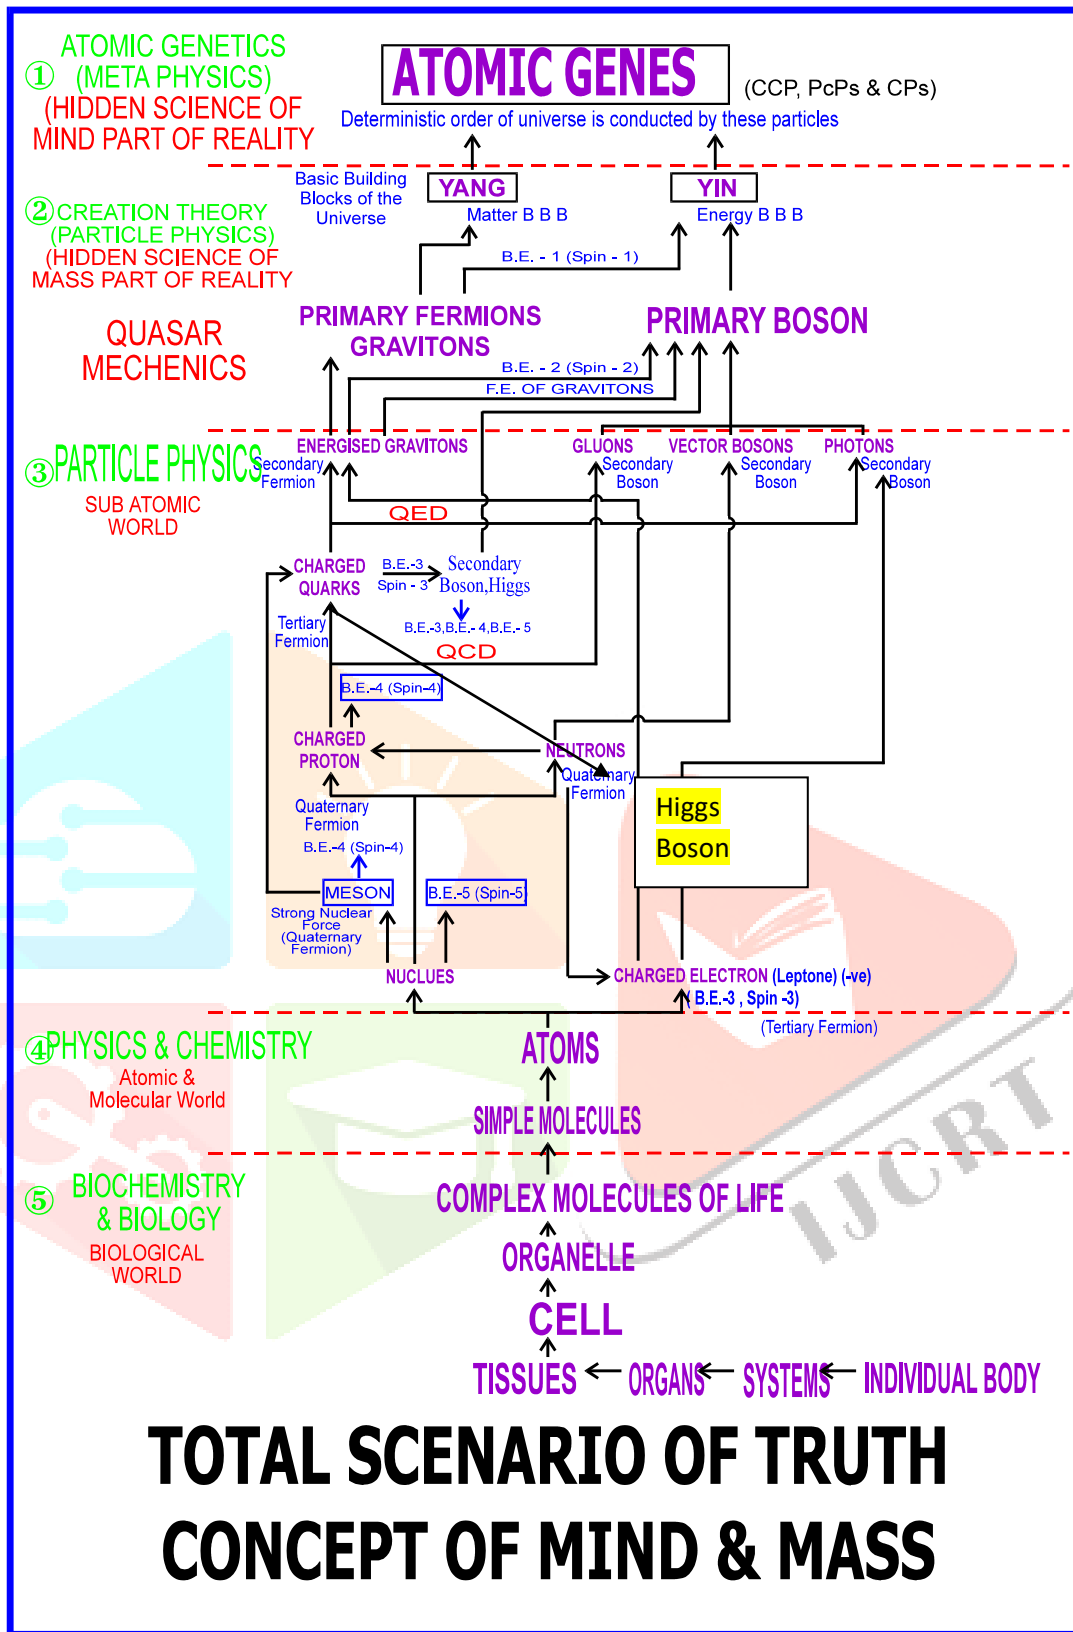 ①
ATOMIC GENETICS
(META PHYSICS)
(HIDDEN SCIENCE OF
MIND PART OF REALITY
ATOMIC GENES
(CCP, PcPs & CPs)
Deterministic order of universe is conducted by these particles
②
CREATION THEORY
(PARTICLE PHYSICS)
(HIDDEN SCIENCE OF
MASS PART OF REALITY
Basic Building
Blocks of the
Universe
YANG
Matter B B B
YIN
Energy B B B
B.E. - 1 (Spin - 1)
QUASAR
MECHENICS
PRIMARY FERMIONS
GRAVITONS
PRIMARY BOSON
B.E. - 2 (Spin - 2)
F.E. OF GRAVITONS
③
PARTICLE PHYSICS
SUB ATOMIC
WORLD
ENERGISED GRAVITONS
Secondary
Fermion
GLUONS
Secondary
Boson
VECTOR BOSONS
Secondary
Boson
PHOTONS
Secondary
Boson
QED
CHARGED
QUARKS
B.E.-3
Spin - 3
Secondary
Boson,Higgs
B.E.-3,B.E.- 4,B.E.- 5
Tertiary
Fermion
QCD
B.E.-4 (Spin-4)
CHARGED
PROTON
NEUTRONS
Quaternary
Fermion
Quaternary
Fermion
Higgs
Boson
B.E.-4 (Spin-4)
MESON
B.E.-5 (Spin-5)
Strong Nuclear
Force
(Quaternary
Fermion)
NUCLUES
CHARGED ELECTRON (Leptone) (-ve)
( B.E.-3 , Spin -3)
(Tertiary Fermion)
④
PHYSICS & CHEMISTRY
Atomic &
Molecular World
ATOMS
SIMPLE MOLECULES
⑤
BIOCHEMISTRY
& BIOLOGY
BIOLOGICAL
WORLD
COMPLEX MOLECULES OF LIFE
ORGANELLE
CELL
TISSUES
ORGANS
SYSTEMS
INDIVIDUAL BODY
IJCRT
TOTAL SCENARIO OF TRUTH
CONCEPT OF MIND & MASS